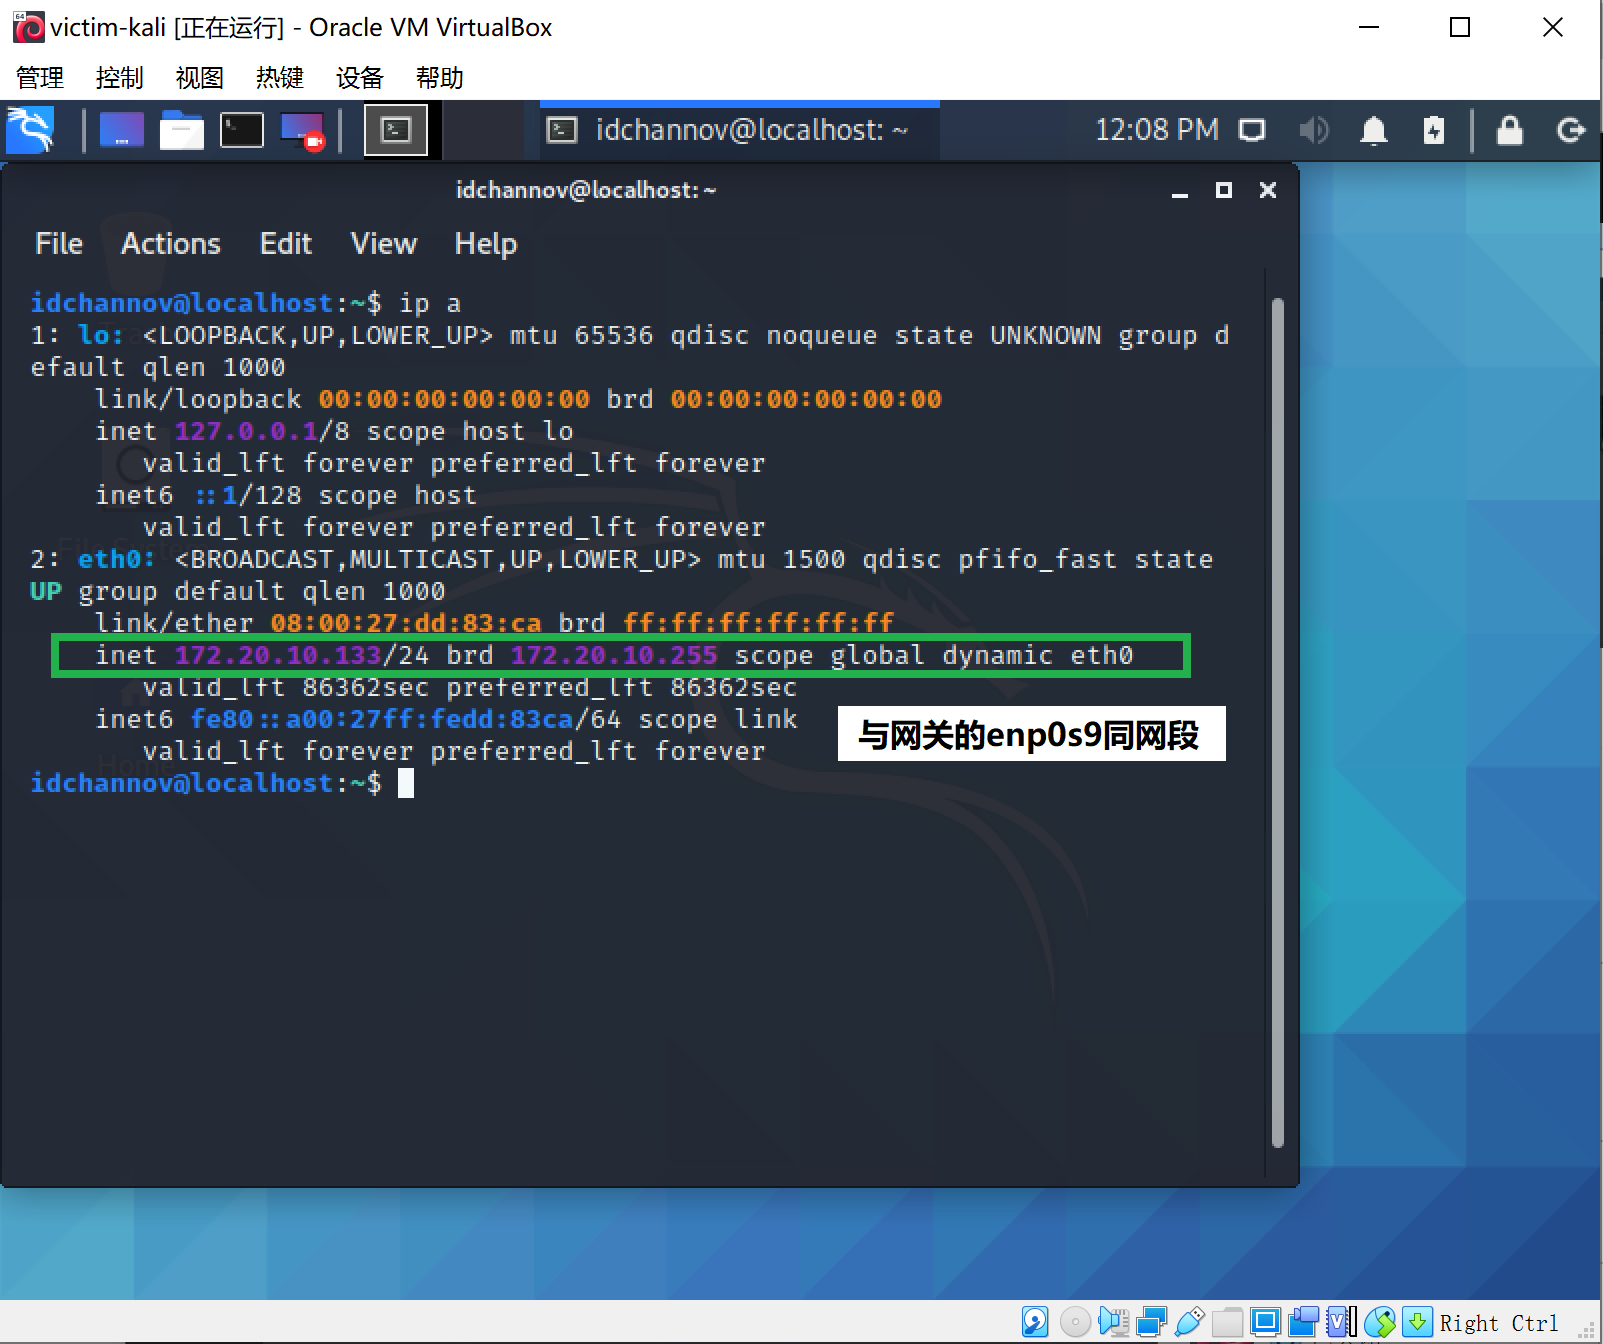 victim-kali [正在运行] - Oracle VM VirtualBox
管理 控制 视图 热键 设备 帮助
idchannov@localhost: ~ 12:08 PM
idchannov@localhost: ~
File Actions Edit View Help
idchannov@localhost:~$ ip a
1: lo: <LOOPBACK,UP,LOWER_UP> mtu 65536 qdisc noqueue state UNKNOWN group d
efault qlen 1000
link/loopback 00:00:00:00:00:00 brd 00:00:00:00:00:00
inet 127.0.0.1/8 scope host lo
valid_lft forever preferred_lft forever
inet6 ::1/128 scope host
valid_lft forever preferred_lft forever
2: eth0: <BROADCAST,MULTICAST,UP,LOWER_UP> mtu 1500 qdisc pfifo_fast state
UP group default qlen 1000
link/ether 08:00:27:dd:83:ca brd ff:ff:ff:ff:ff:ff
inet 172.20.10.133/24 brd 172.20.10.255 scope global dynamic eth0
valid_lft 86362sec preferred_lft 86362sec
inet6 fe80::a00:27ff:fedd:83ca/64 scope link
与网关的enp0s9同网段
valid_lft forever preferred_lft forever
idchannov@localhost:~$
Right Ctrl